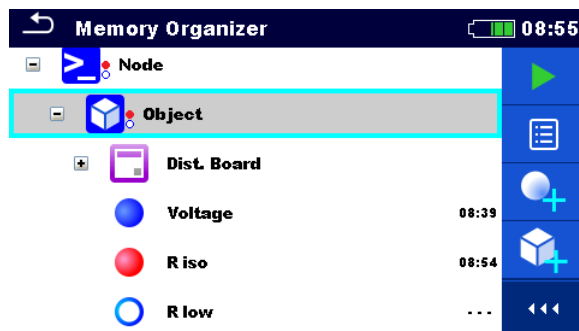 Memory Organizer 08:55
Node
Object
Dist. Board
Voltage 08:39
R iso 08:54
R low ---